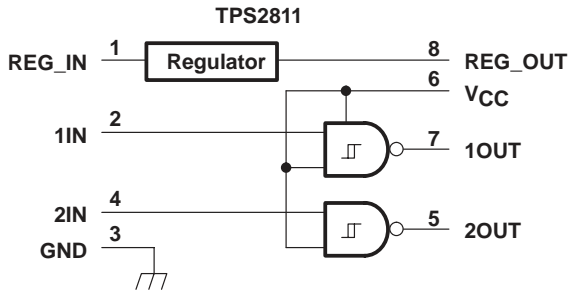 TPS2811
REG_IN 1 Regulator 8 REG_OUT
6 VCC
1IN 2 7 1OUT
2IN 4 5 2OUT
GND 3